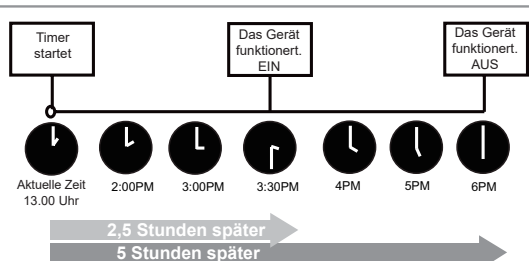 Timer
startet
Das Gerät
funktionert.
EIN
Das Gerät
funktionert.
AUS
Aktuelle Zeit
13.00 Uhr
2:00PM
3:00PM
3:30PM
4PM
5PM
6PM
2,5 Stunden später
5 Stunden später